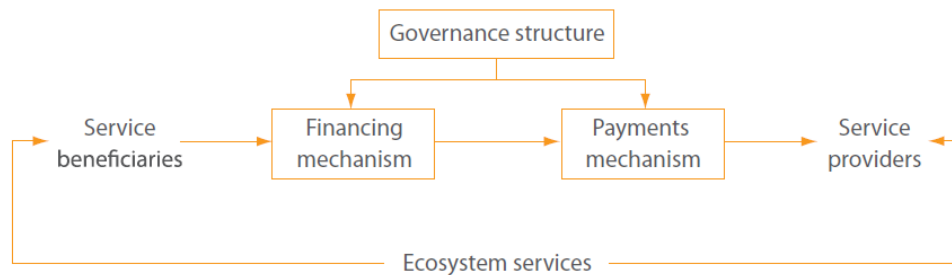 Governance structure
Service
beneficiaries
Financing
mechanism
Payments
mechanism
Service
providers
Ecosystem services